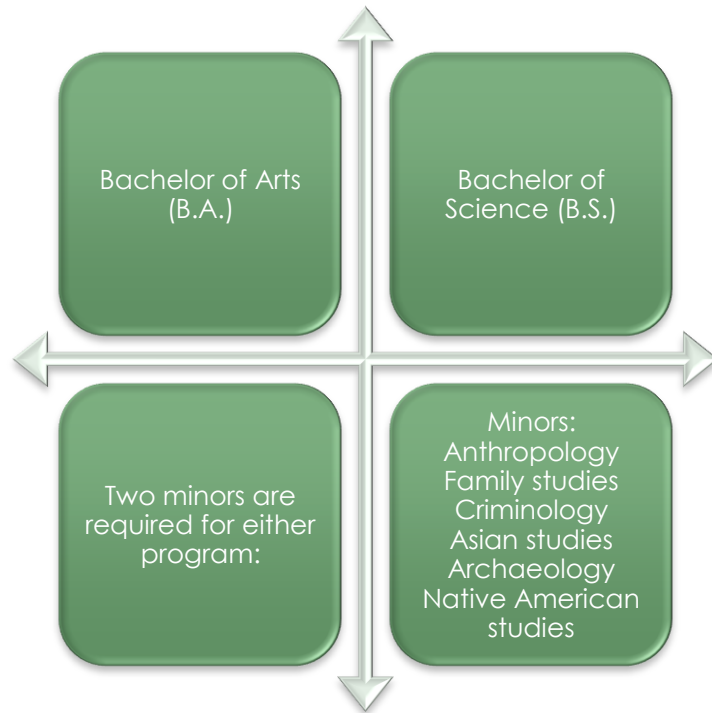 Bachelor of Arts
(B.A.)
Bachelor of
Science (B.S.)
Two minors are
required for either
program:
Minors:
Anthropology
Family studies
Criminology
Asian studies
Archaeology
Native American
studies